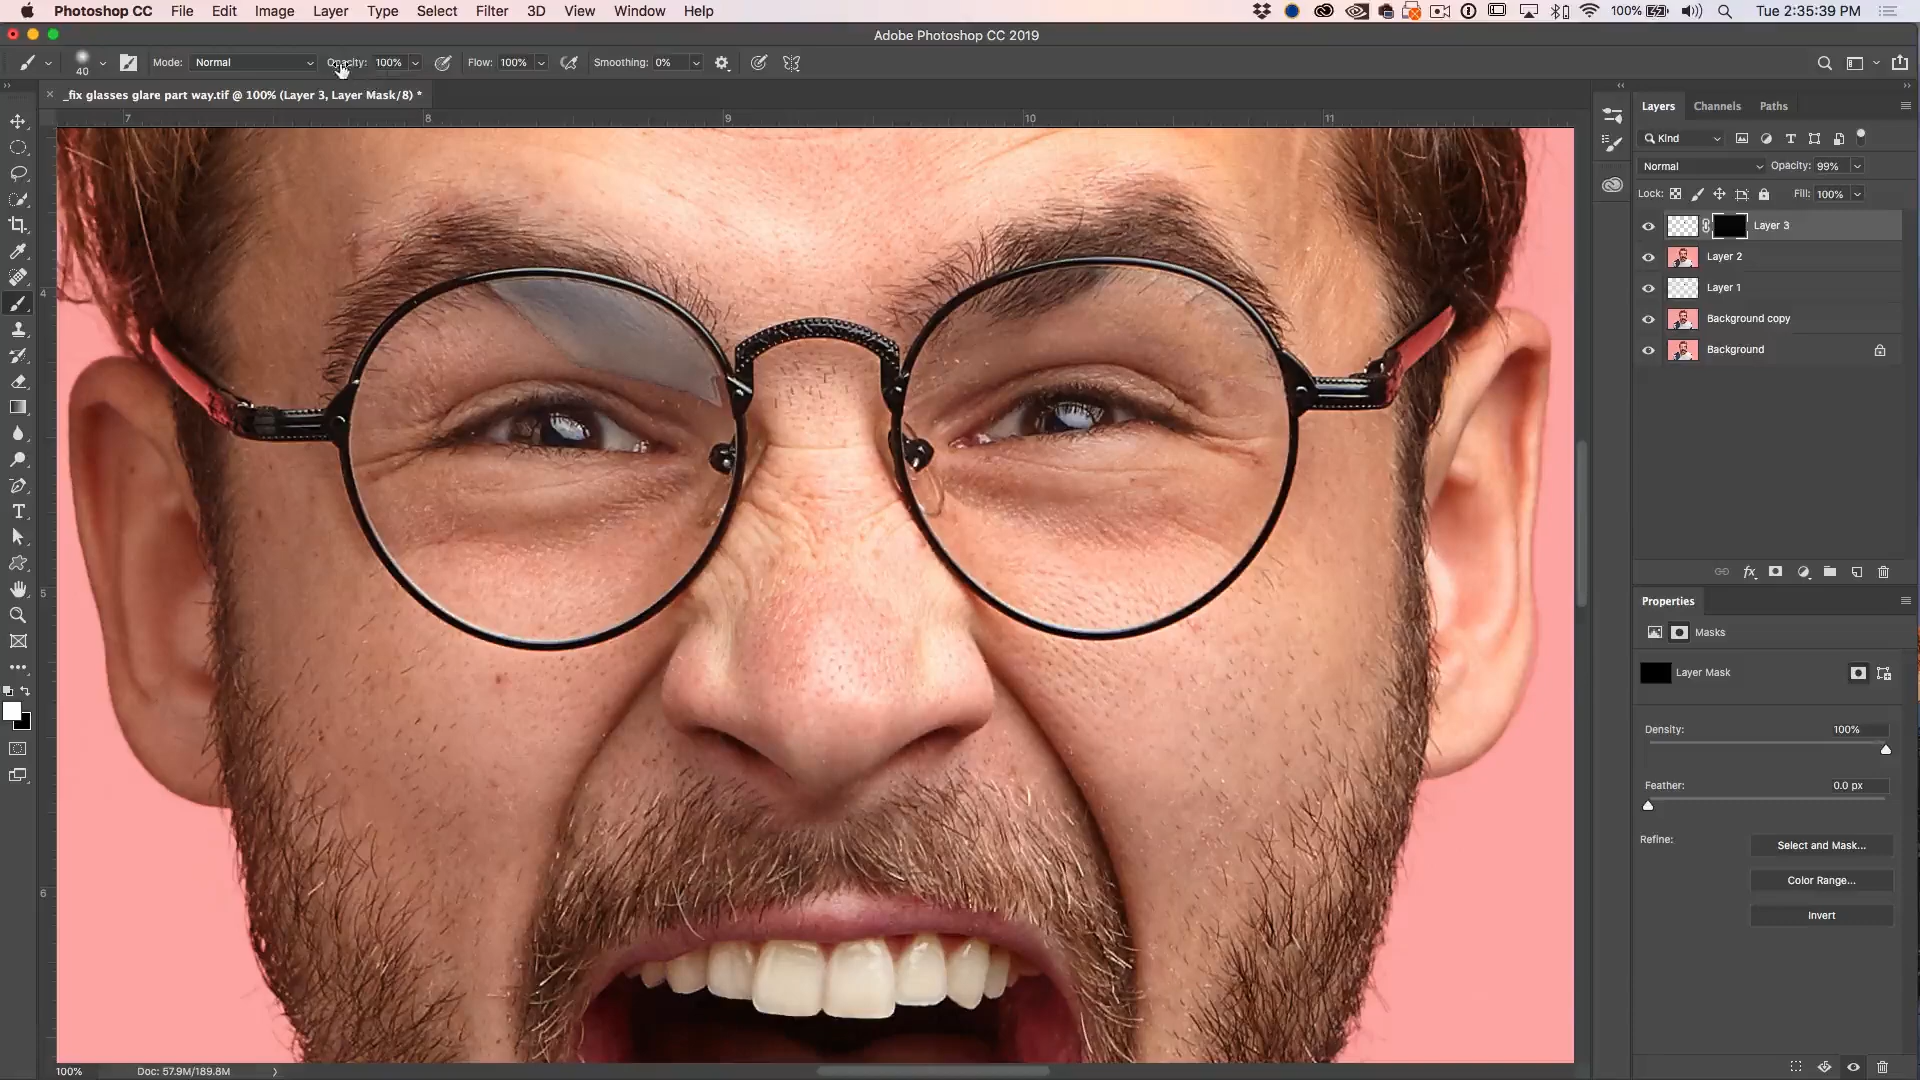 Photoshop CC File Edit Image Layer Type Select Filter 3D View Window Help 100% Tue 2:35:39 PM
Adobe Photoshop CC 2019
40 Mode: Normal Opacity: 100% Flow: 100% Smoothing: 0%
_fix glasses glare part way.tif @ 100% (Layer 3, Layer Mask/8) *
7 8 9 10 11
4
5
6
Layers Channels Paths
Kind
Normal Opacity: 99%
Lock: Fill: 100%
Layer 3
Layer 2
Layer 1
Background copy
Background
fx
Properties
Masks
Layer Mask
Density: 100%
Feather: 0.0 px
Refine: Select and Mask...
Color Range...
Invert
100% Doc: 57.9M/189.8M